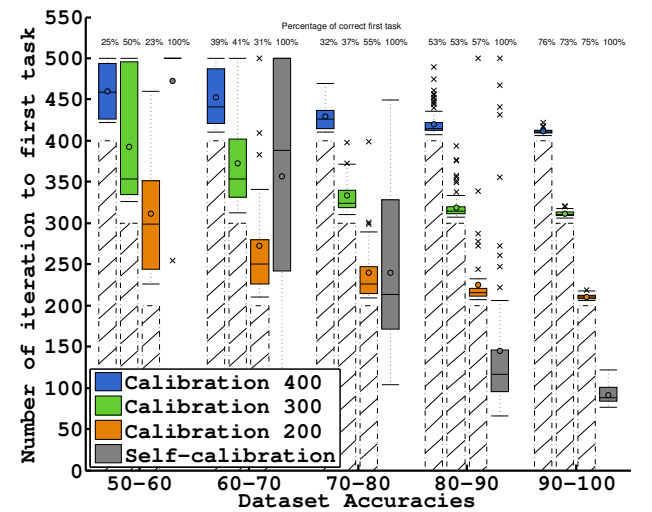 Percentage of correct first task
25% 50% 23% 100% 39% 41% 31% 100% 32% 37% 55% 100% 53% 53% 57% 100% 76% 73% 75% 100%
Number of iteration to first task
550
500
450
400
350
300
250
200
150
100
50
0
Calibration 400
Calibration 300
Calibration 200
Self-calibration
50-60 60-70 70-80 80-90 90-100
Dataset Accuracies